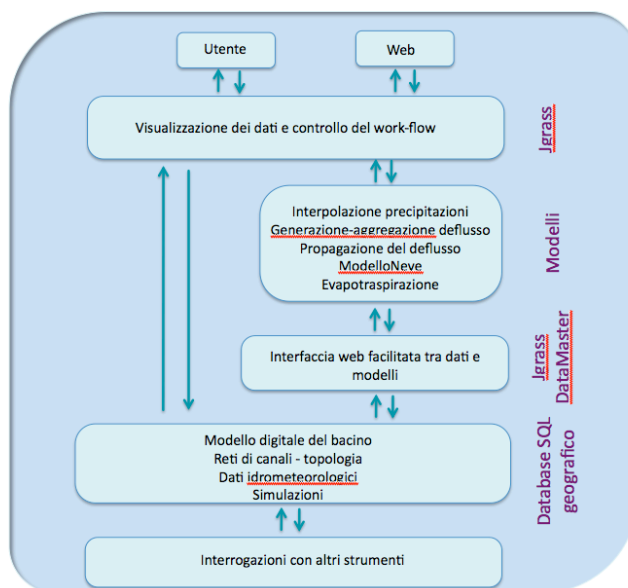 Utente
Web
Visualizzazione dei dati e controllo del work-flow
Jgrass
Interpolazione precipitazioni
Generazione-aggregazione deflusso
Propagazione del deflusso
ModelloNeve
Evapotraspirazione
Modelli
Interfaccia web facilitata tra dati e
modelli
Jgrass
DataMaster
Modello digitale del bacino
Reti di canali - topologia
Dati idrometeorologici
Simulazioni
Database SQL
geografico
Interrogazioni con altri strumenti